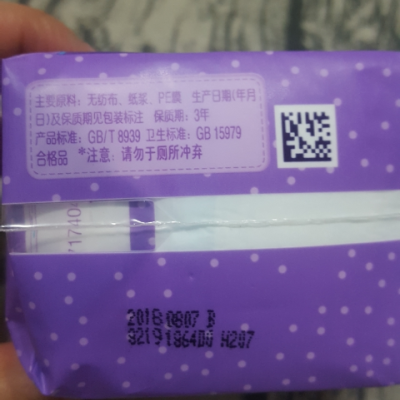 主要原料：无纺布、纸浆、PE膜 生产日期(年月
日)及保质期见包装标注 保质期：3年
产品标准：GB/T 8939 卫生标准：GB 15979
合格品 *注意：请勿于厕所冲弃
20180807 B
82191864D0 H207